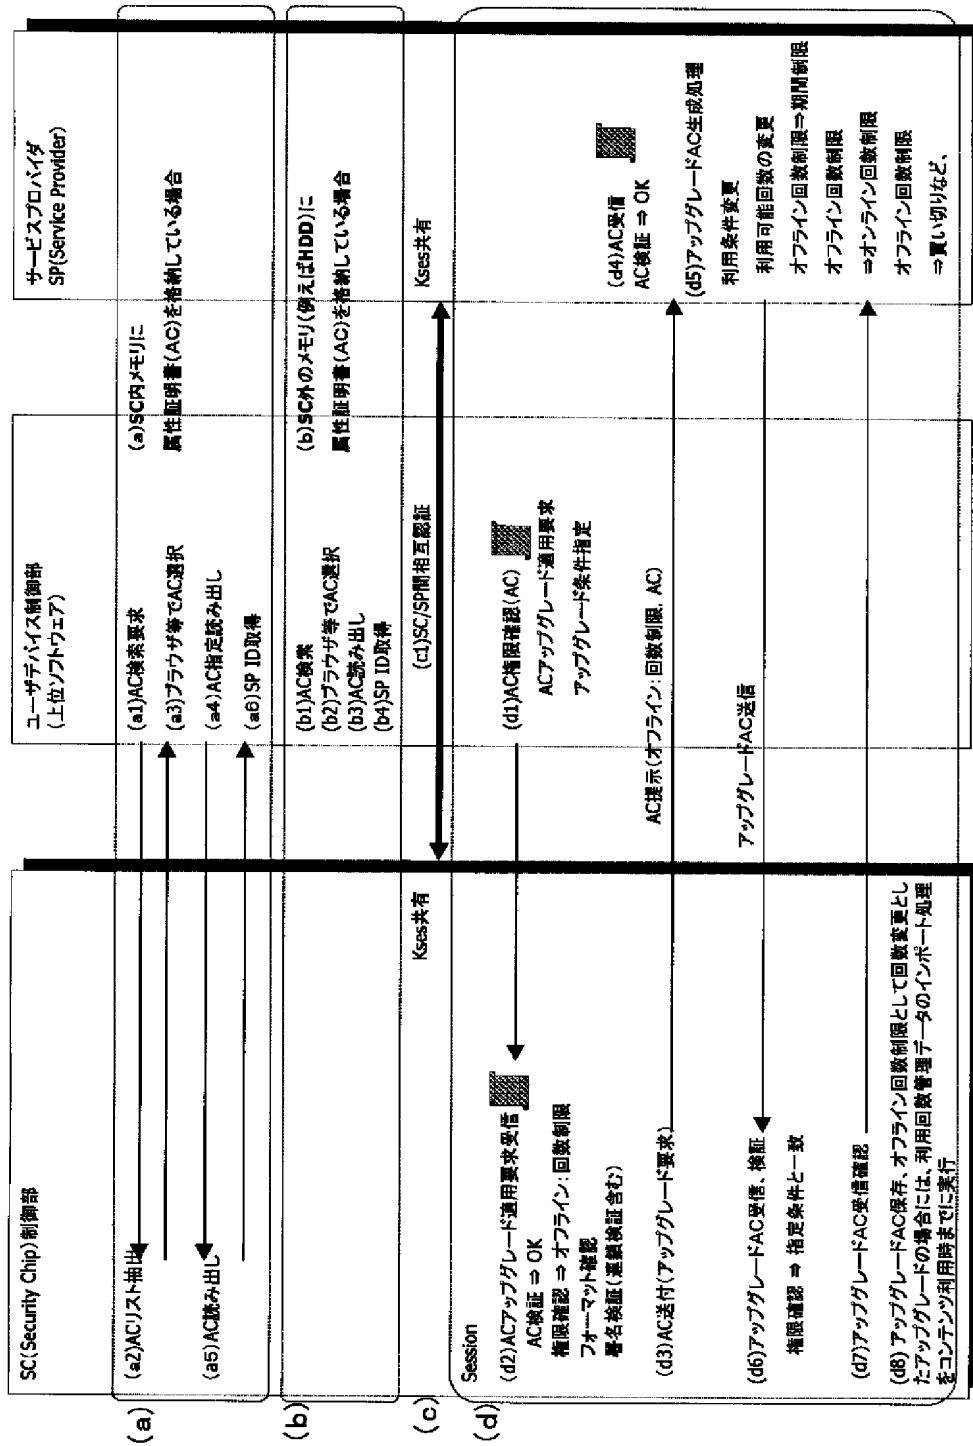 SC(Security Chip)制御部
ユーザデバイス制御部
(上位ソフトウェア)
サービスプロバイダ
SP(Service Provider)
(a)
(a1)AC検索要求
(a2)ACリスト抽出
(a3)ブラウザ等でAC選択
(a4)AC指定読み出し
(a5)AC読み出し
(a6)SP ID取得
(a)SC内メモリに
属性証明書(AC)を格納している場合
(b)
(b1)AC検索
(b2)ブラウザ等でAC選択
(b3)AC読み出し
(b4)SP ID取得
(b)SC外のメモリ(例えばHDD)に
属性証明書(AC)を格納している場合
(c)
Kses共有
(c1)SC/SP間相互認証
Kses共有
(d)
Session
(d1)AC権限確認(AC)
ACアップグレード適用要求
アップグレード条件指定
(d2)ACアップグレード適用要求受信
AC検証 ⇒ OK
権限確認 ⇒ オフライン:回数制限
フォーマット確認
署名検証(連鎖検証含む)
(d3)AC送付(アップグレード要求)
AC提示(オフライン:回数制限, AC)
(d4)AC受信
AC検証 ⇒ OK
(d5)アップグレードAC生成処理
利用条件変更
利用可能回数の変更
オフライン回数制限⇒期間制限
オフライン回数制限
⇒オンライン回数制限
オフライン回数制限
⇒買い切りなど、
アップグレードAC送信
(d6)アップグレードAC受信、検証
権限確認 ⇒ 指定条件と一致
(d7)アップグレードAC受信確認
(d8)アップグレードAC保存、オフライン回数制限として回数変更とし
たアップグレードの場合には、利用回数管理データのインポート処理
をコンテンツ利用時までに実行